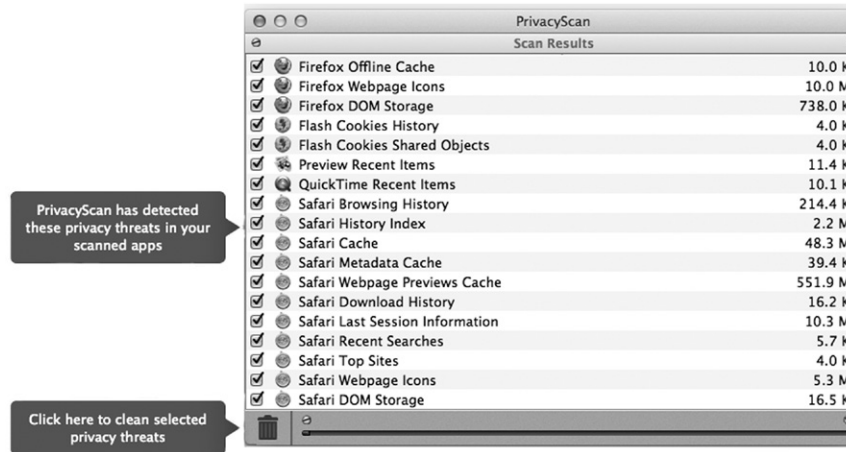 PrivacyScan
Scan Results
Firefox Offline Cache 10.0 K
Firefox Webpage Icons 10.0 M
Firefox DOM Storage 738.0 K
Flash Cookies History 4.0 K
Flash Cookies Shared Objects 4.0 K
Preview Recent Items 11.4 K
QuickTime Recent Items 10.1 K
Safari Browsing History 214.4 K
Safari History Index 2.2 M
Safari Cache 48.3 M
Safari Metadata Cache 39.4 K
Safari Webpage Previews Cache 551.9 M
Safari Download History 16.2 K
Safari Last Session Information 10.3 M
Safari Recent Searches 5.7 K
Safari Top Sites 4.0 K
Safari Webpage Icons 5.3 M
Safari DOM Storage 16.5 K
PrivacyScan has detected
these privacy threats in your
scanned apps
Click here to clean selected
privacy threats